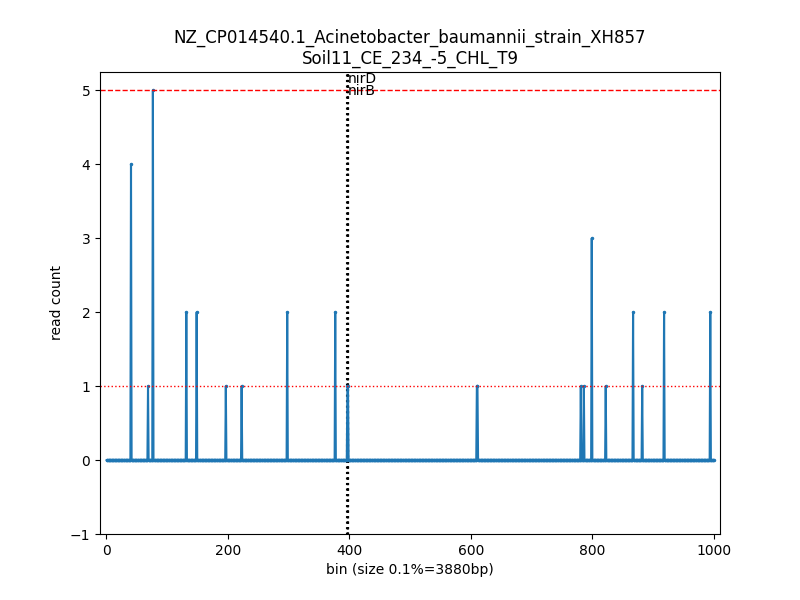 NZ_CP014540.1_Acinetobacter_baumannii_strain_XH857
Soil11_CE_234_-5_CHL_T9
nirD
nirB
5
4
3
2
1
0
−1
read count
0 200 400 600 800 1000
bin (size 0.1%=3880bp)